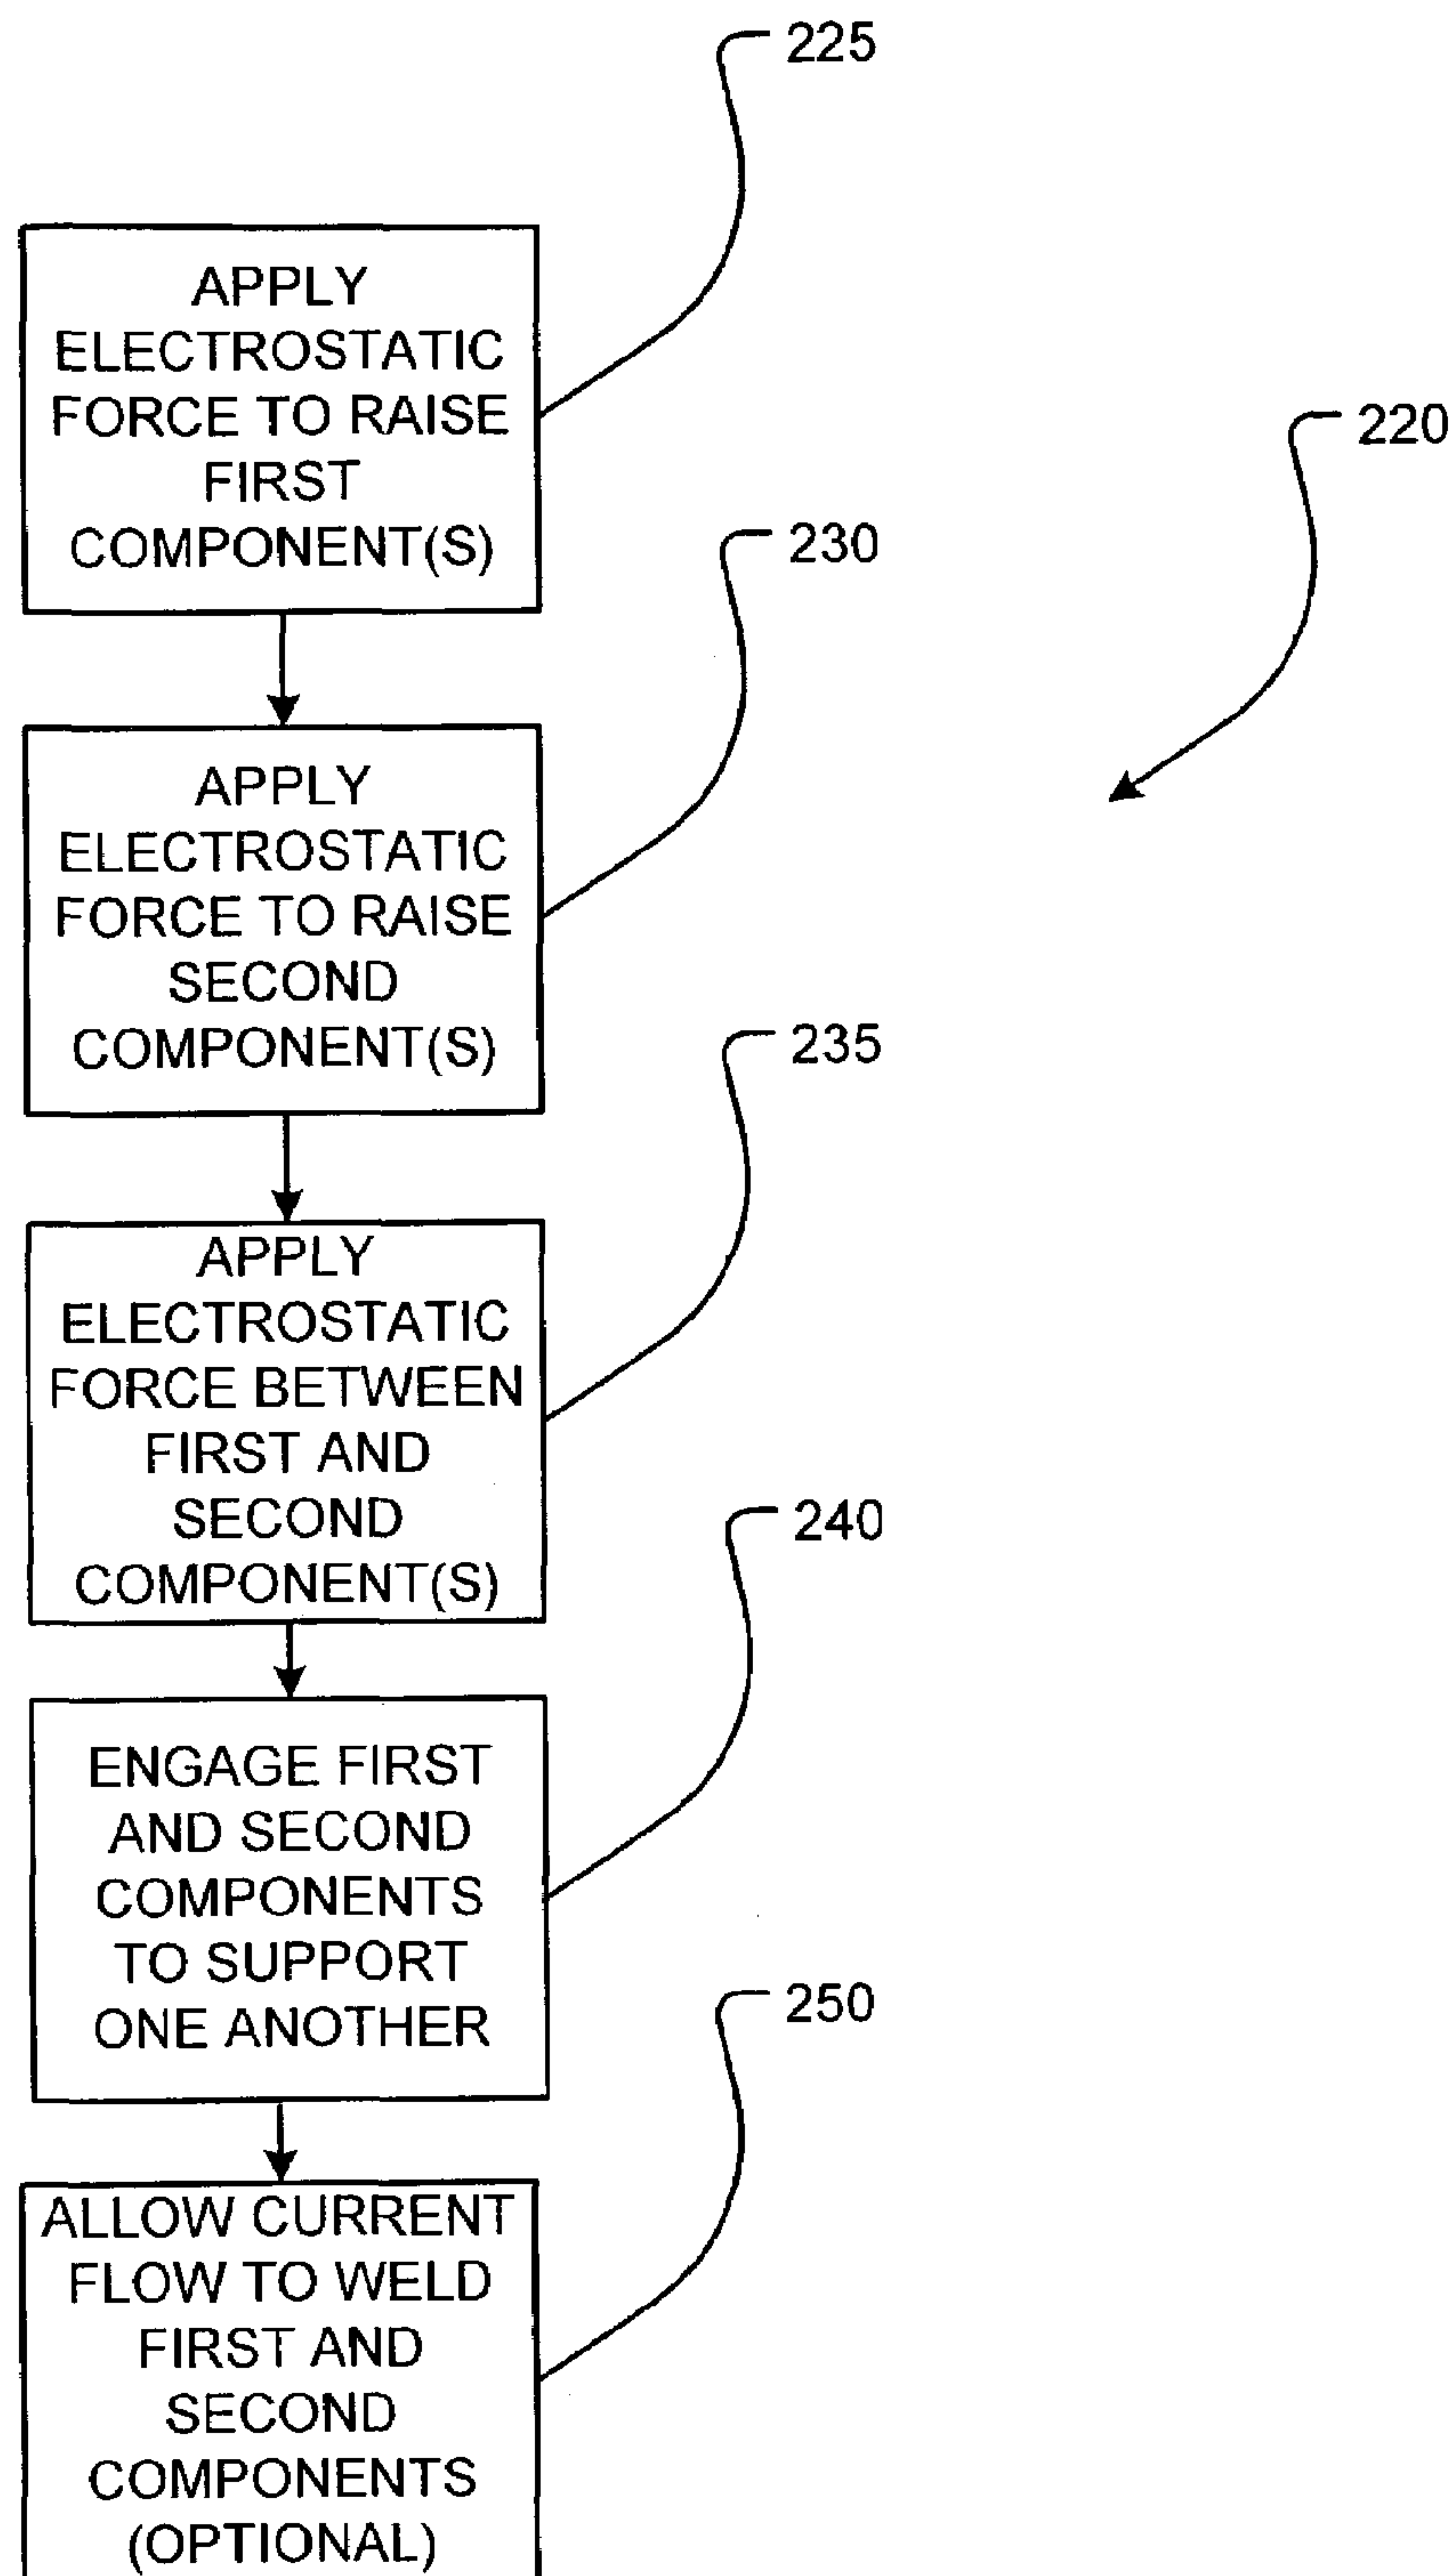 225
APPLY
ELECTROSTATIC
FORCE TO RAISE
FIRST
COMPONENT(S)
220
230
APPLY
ELECTROSTATIC
FORCE TO RAISE
SECOND
COMPONENT(S)
235
APPLY
ELECTROSTATIC
FORCE BETWEEN
FIRST AND
SECOND
COMPONENT(S)
240
ENGAGE FIRST
AND SECOND
COMPONENTS
TO SUPPORT
ONE ANOTHER
250
ALLOW CURRENT
FLOW TO WELD
FIRST AND
SECOND
COMPONENTS
(OPTIONAL)